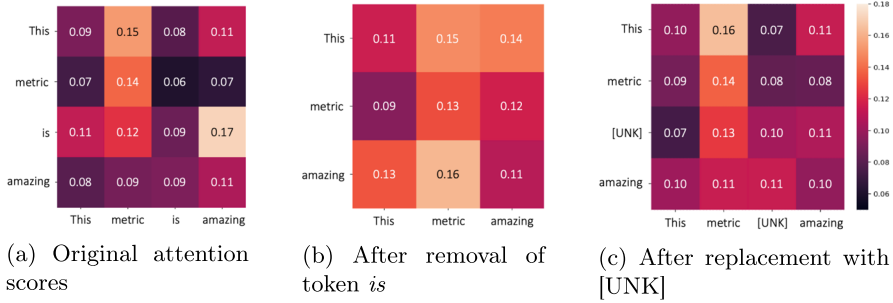 This 0.09 0.15 0.08 0.11
metric 0.07 0.14 0.06 0.07
is 0.11 0.12 0.09 0.17
amazing 0.08 0.09 0.09 0.11
This metric is amazing
(a) Original attention
scores
This 0.11 0.15 0.14
metric 0.09 0.13 0.12
amazing 0.13 0.16 0.11
This metric amazing
(b) After removal of
token is
This 0.10 0.16 0.07 0.11
metric 0.09 0.14 0.08 0.08
[UNK] 0.07 0.13 0.10 0.11
amazing 0.10 0.11 0.11 0.10
This metric [UNK] amazing
0.18
0.16
0.14
0.12
0.10
0.08
0.06
(c) After replacement with
[UNK]